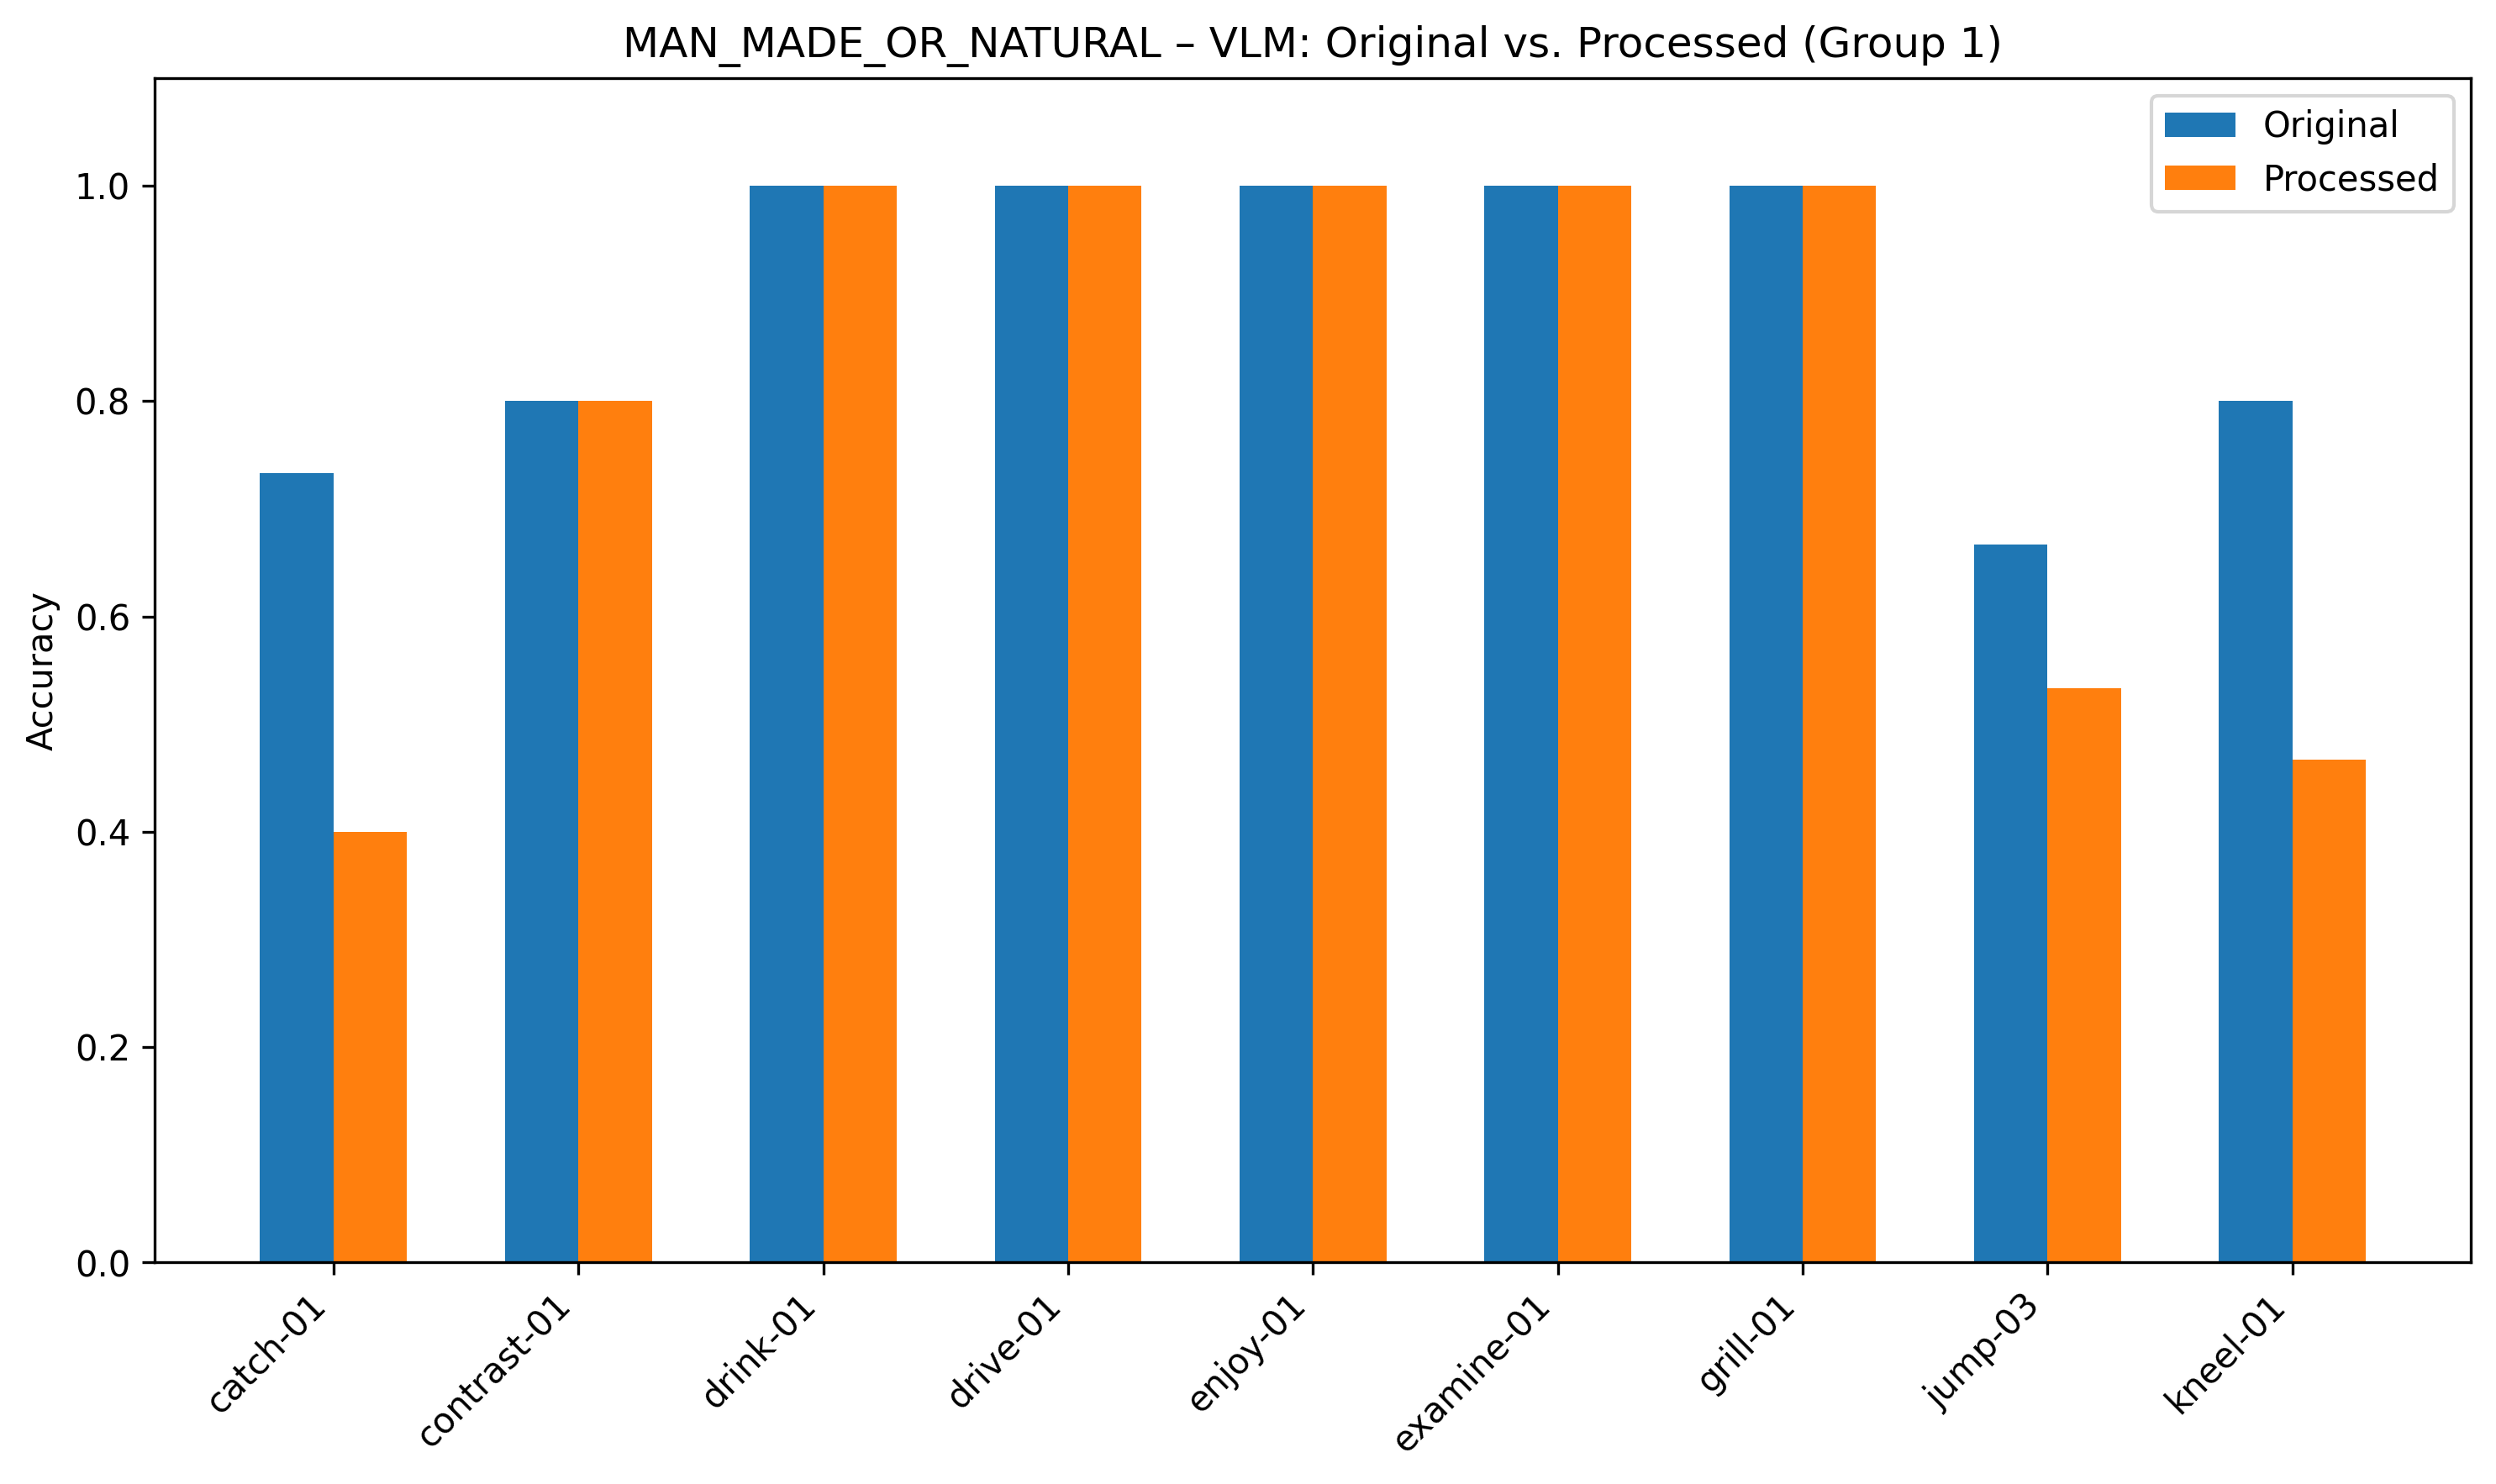 MAN_MADE_OR_NATURAL – VLM: Original vs. Processed (Group 1)
Original
Processed
Accuracy
1.0
0.8
0.6
0.4
0.2
0.0
catch-01
contrast-01
drink-01
drive-01
enjoy-01
examine-01
grill-01
jump-03
kneel-01